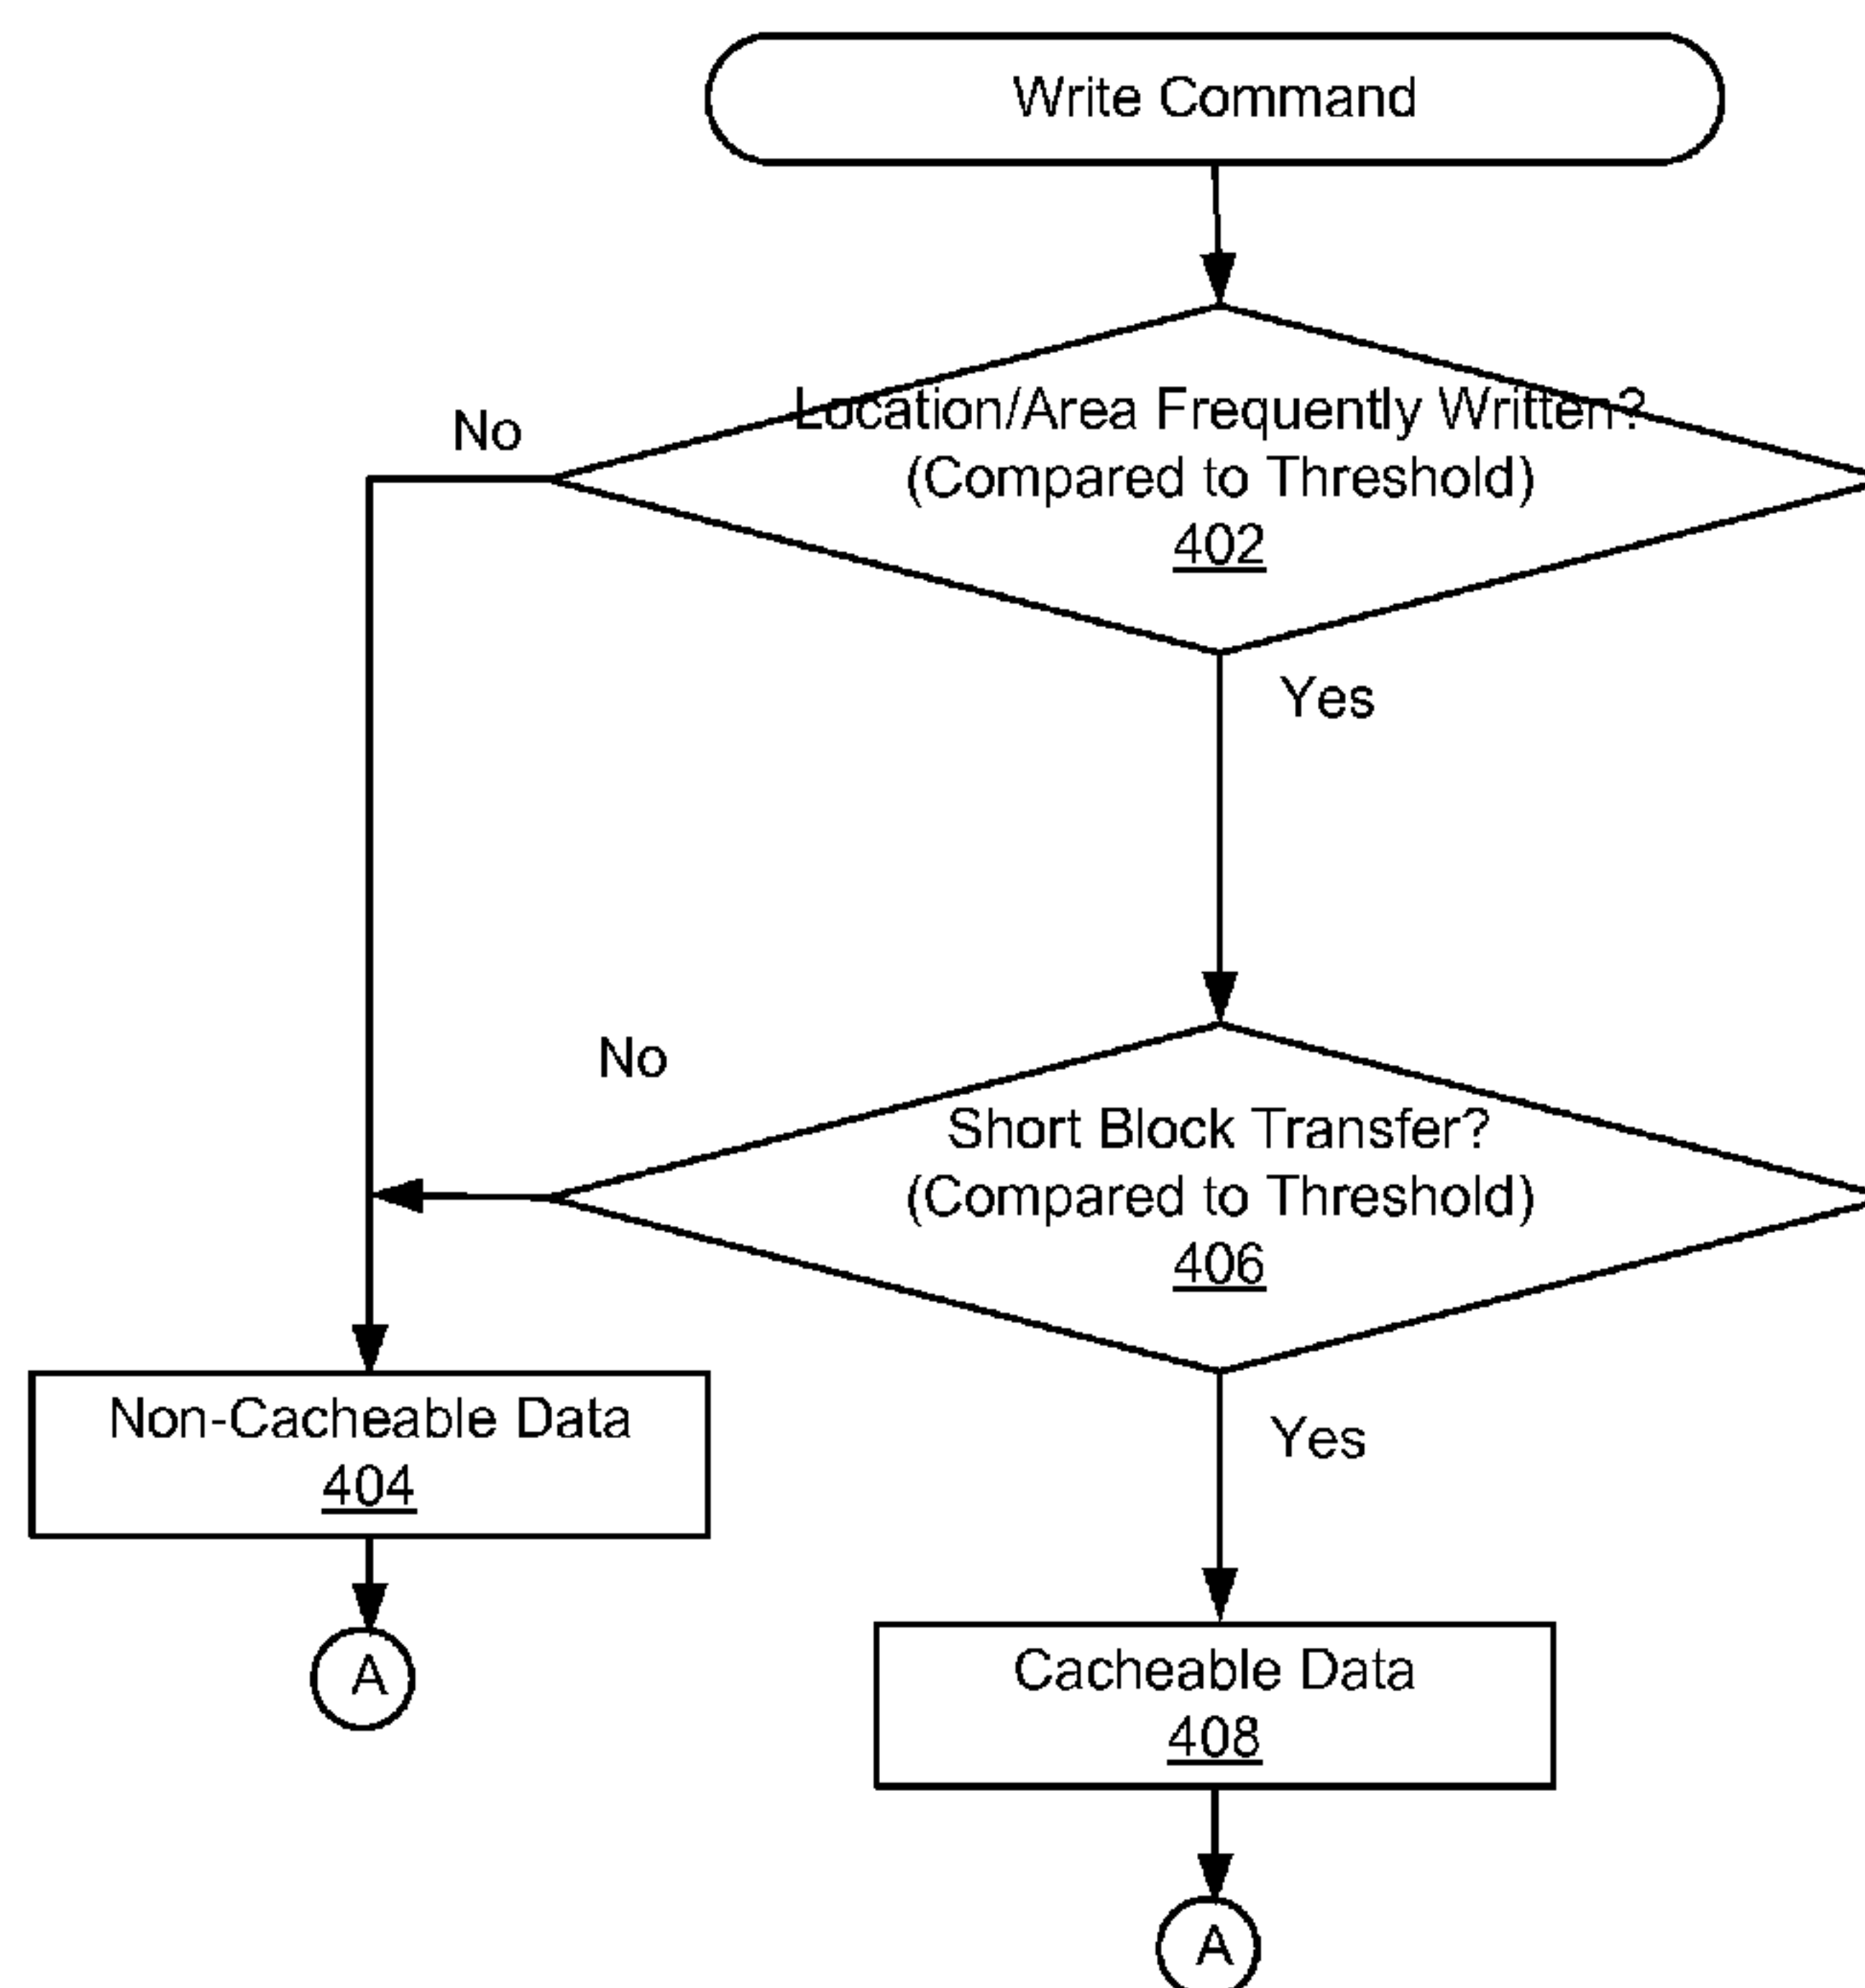 Write Command
Location/Area Frequently Written?
(Compared to Threshold)
402
No
Yes
No
Short Block Transfer?
(Compared to Threshold)
406
Non-Cacheable Data
404
Yes
A
Cacheable Data
408
A